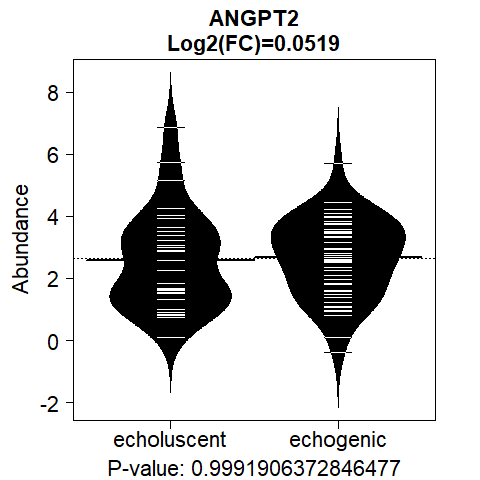 ANGPT2
Log2(FC)=0.0519
Abundance
8
6
4
2
0
-2
echoluscent echogenic
P-value: 0.9991906372846477